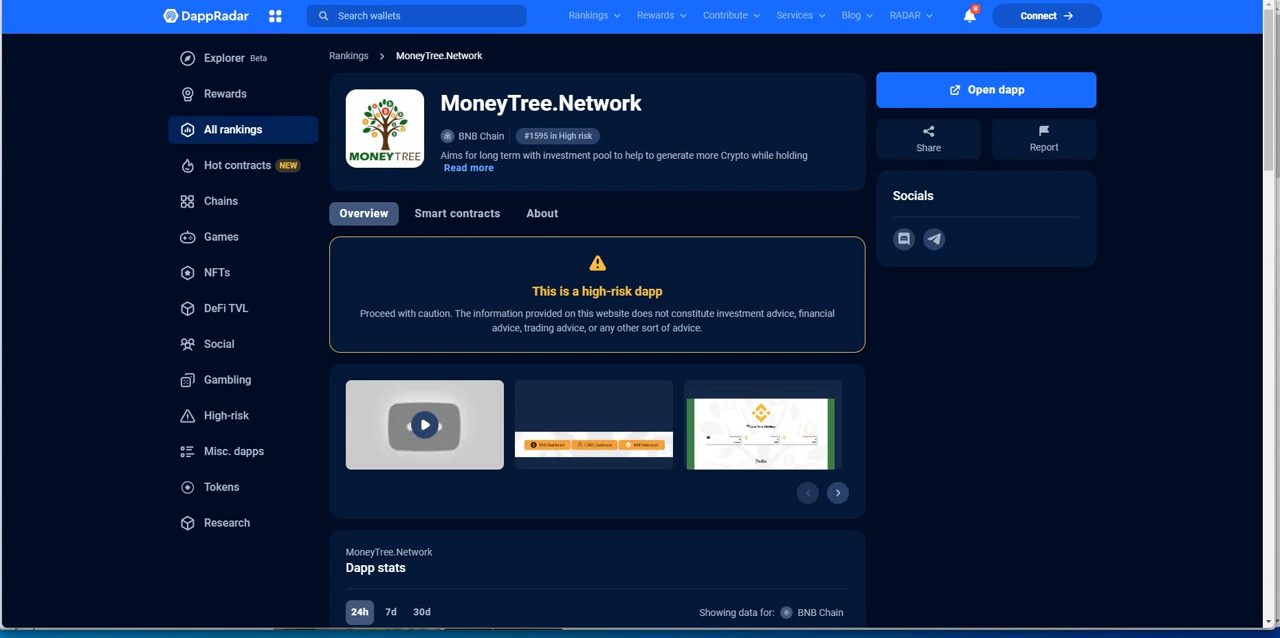 DappRadar
Search wallets
Rankings
Rewards
Contribute
Services
Blog
RADAR
Connect
Explorer Beta
Rewards
All rankings
Hot contracts NEW
Chains
Games
NFTs
DeFi TVL
Social
Gambling
High-risk
Misc. dapps
Tokens
Research
Rankings > MoneyTree.Network
MONEYTREE
MoneyTree.Network
BNB Chain #1595 in High risk
Aims for long term with investment pool to help to generate more Crypto while holding
Read more
Open dapp
Share
Report
Socials
Overview
Smart contracts
About
This is a high-risk dapp
Proceed with caution. The information provided on this website does not constitute investment advice, financial
advice, trading advice, or any other sort of advice.
MoneyTree.Network
Dapp stats
24h 7d 30d
Showing data for: BNB Chain